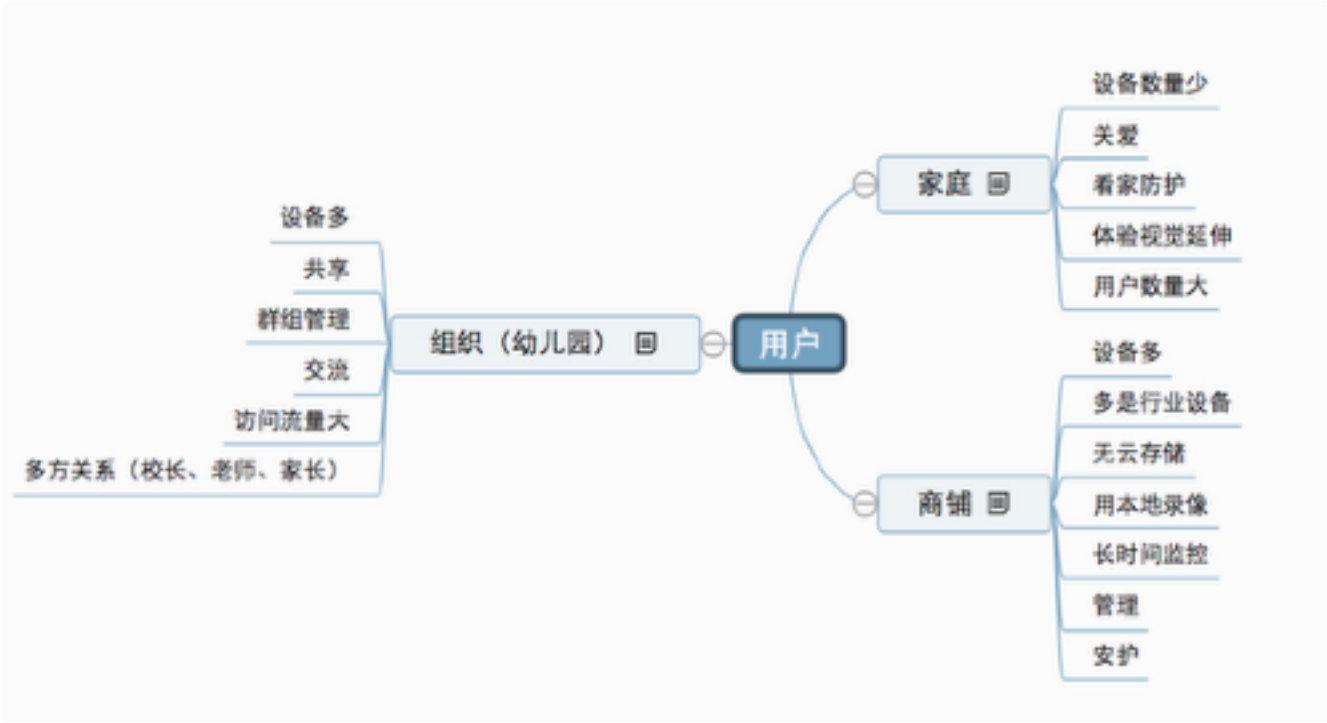 设备数量少
关爱
看家防护
体验视觉延伸
用户数量大
家庭
设备多
共享
群组管理
交流
访问流量大
多方关系（校长、老师、家长）
组织（幼儿园）
用户
设备多
多是行业设备
无云存储
用本地录像
长时间监控
管理
安护
商铺